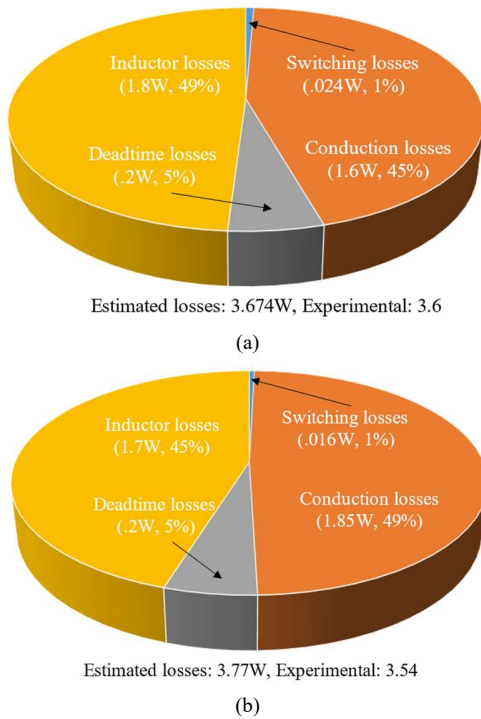 Inductor losses
(1.8W, 49%)
Switching losses
(.024W, 1%)
Deadtime losses
(.2W, 5%)
Conduction losses
(1.6W, 45%)
Estimated losses: 3.674W, Experimental: 3.6
(a)
Inductor losses
(1.7W, 45%)
Switching losses
(.016W, 1%)
Deadtime losses
(.2W, 5%)
Conduction losses
(1.85W, 49%)
Estimated losses: 3.77W, Experimental: 3.54
(b)